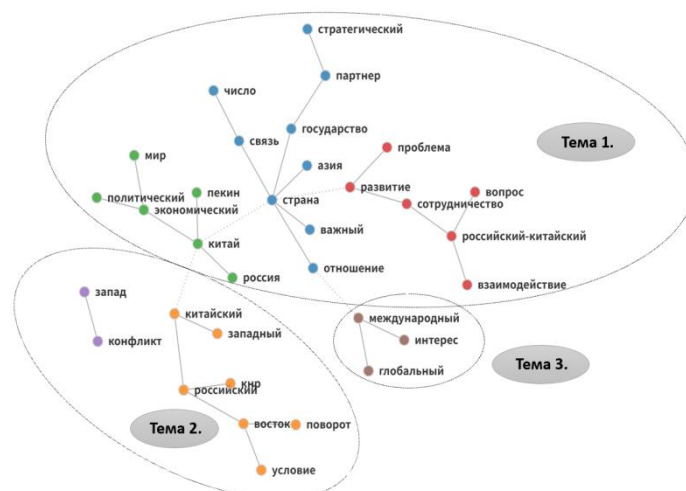 стратегический
партнер
число
государство
связь
Тема 1.
проблема
мир
азия
пекин
развитие
вопрос
политический
страна
сотрудничество
экономический
важный
российский-китайский
китай
отношение
россия
взаимодействие
запад
китайский
международный
западный
интерес
конфликт
Тема 3.
глобальный
кнр
российский
восток
поворот
Тема 2.
условие